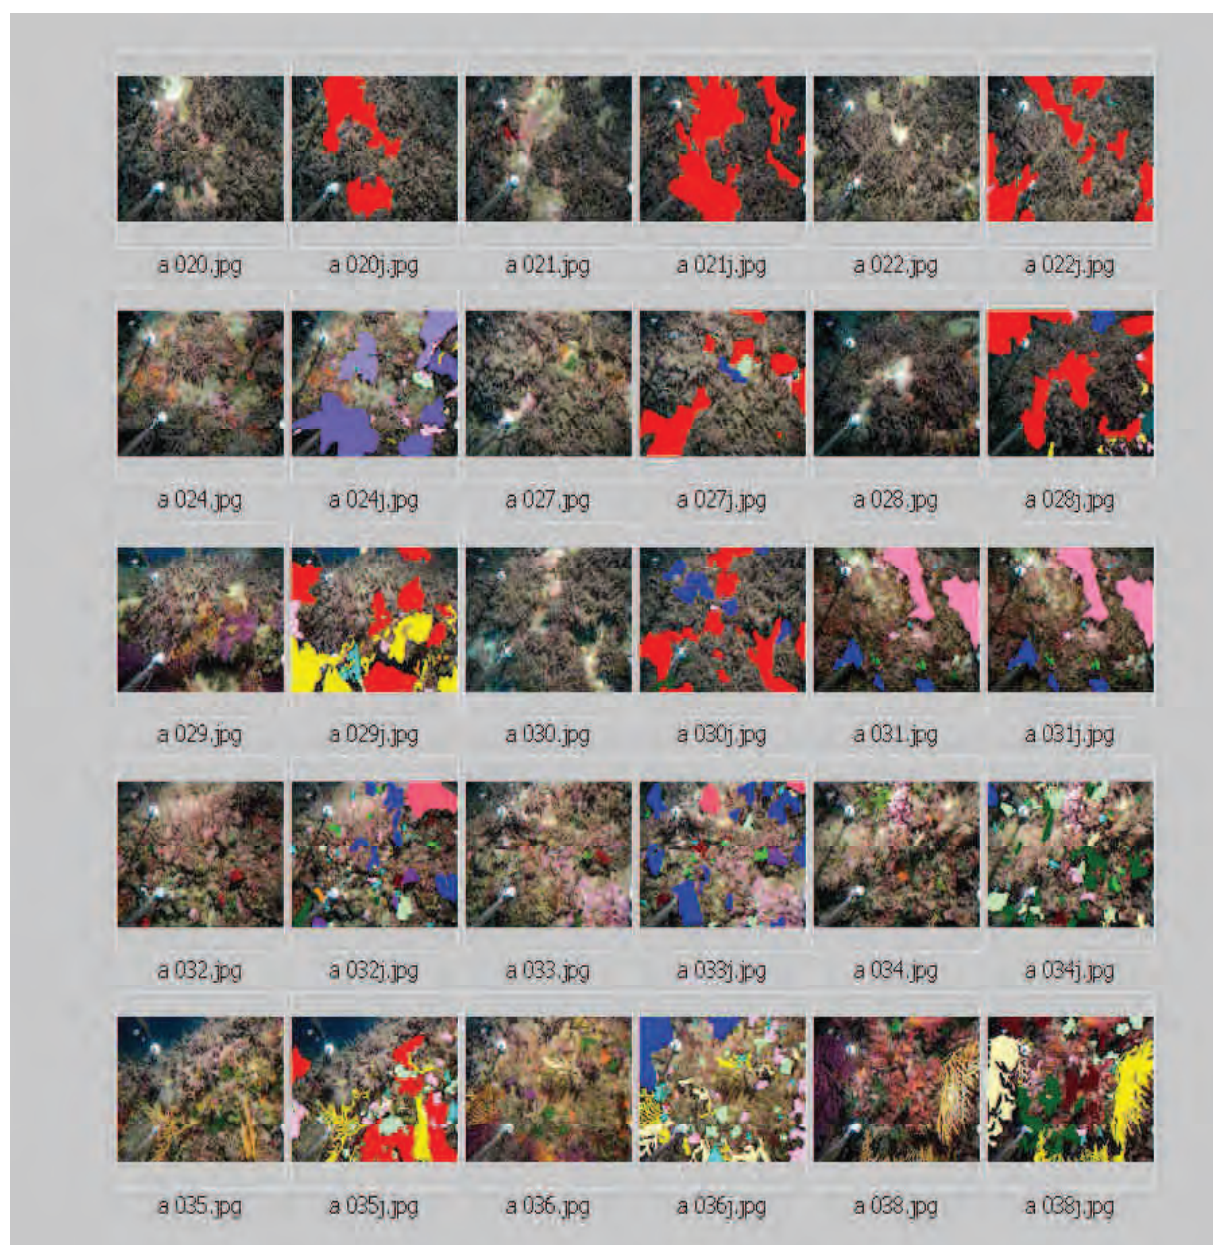 a 020.jpg a 020j.jpg a 021.jpg a 021j.jpg a 022.jpg a 022j.jpg
a 024.jpg a 024j.jpg a 027.jpg a 027j.jpg a 028.jpg a 028j.jpg
a 029.jpg a 029j.jpg a 030.jpg a 030j.jpg a 031.jpg a 031j.jpg
a 032.jpg a 032j.jpg a 033.jpg a 033j.jpg a 034.jpg a 034j.jpg
a 035.jpg a 035j.jpg a 036.jpg a 036j.jpg a 038.jpg a 038j.jpg